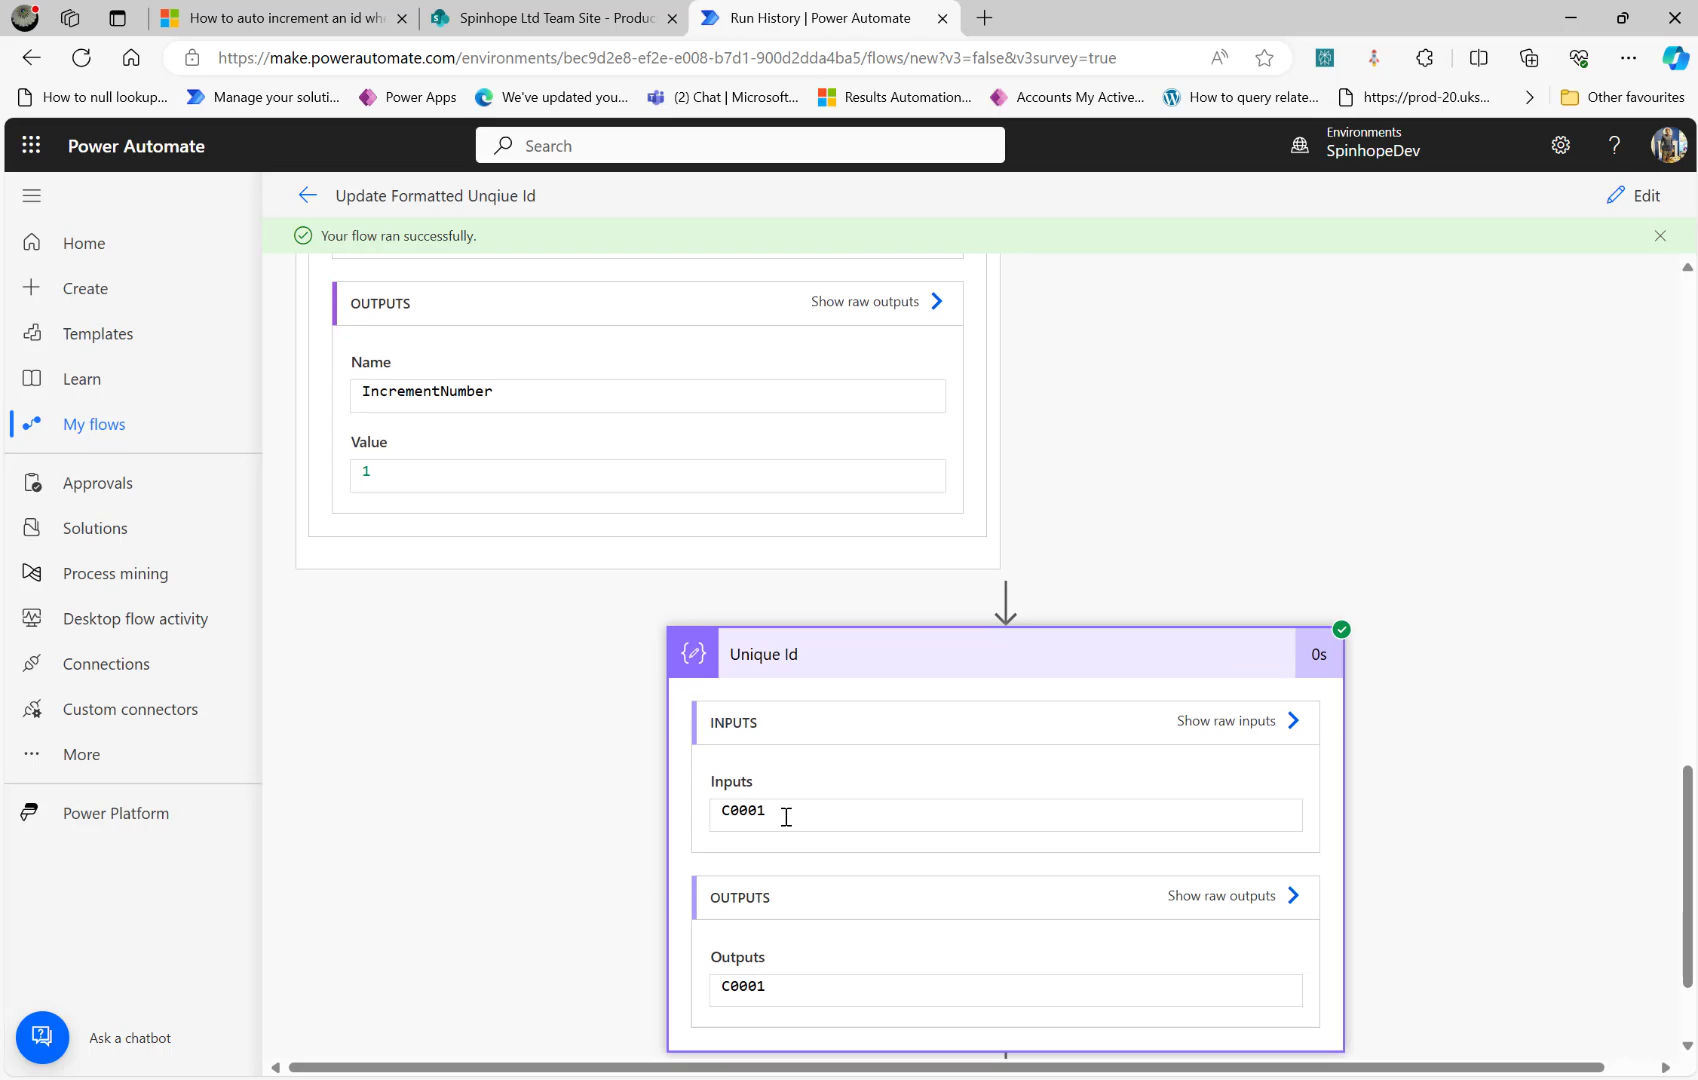 How to auto increment an id whe
Spinhope Ltd Team Site - Produc
Run History | Power Automate
https://make.powerautomate.com/environments/bec9d2e8-ef2e-e008-b7d1-900d2dda4ba5/flows/new?v3=false&v3survey=true
How to null lookup...
Manage your soluti...
Power Apps
We've updated you...
(2) Chat | Microsoft...
Results Automation...
Accounts My Active...
How to query relate...
https://prod-20.uks...
Other favourites
Power Automate
Search
Environments
SpinhopeDev
Update Formatted Unqiue Id
Edit
Your flow ran successfully.
Home
Create
Templates
Learn
My flows
Approvals
Solutions
Process mining
Desktop flow activity
Connections
Custom connectors
More
Power Platform
Ask a chatbot
OUTPUTS
Show raw outputs
Name
IncrementNumber
Value
1
Unique Id
0s
INPUTS
Show raw inputs
Inputs
C0001
OUTPUTS
Show raw outputs
Outputs
C0001